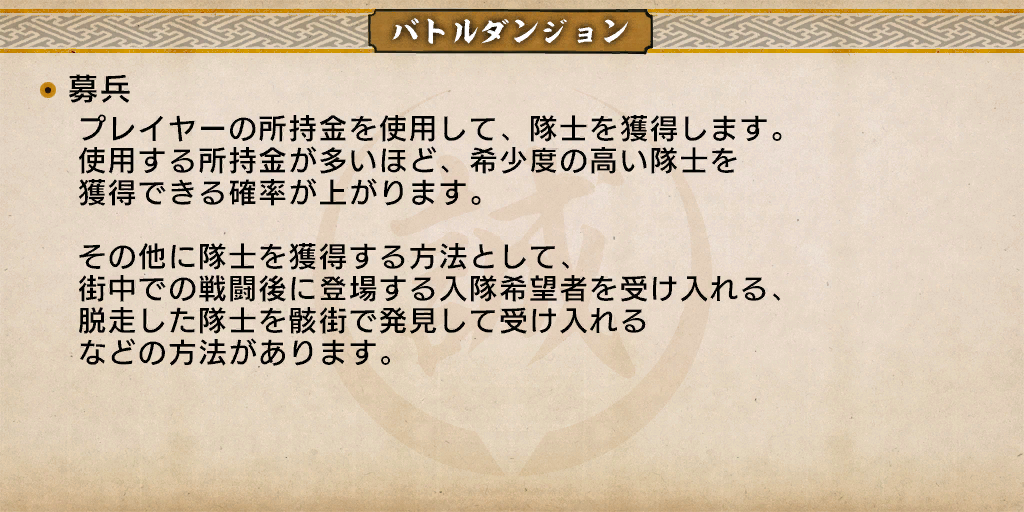 バトルダンジョン
募兵
プレイヤーの所持金を使用して、隊士を獲得します。
使用する所持金が多いほど、希少度の高い隊士を
獲得できる確率が上がります。
その他に隊士を獲得する方法として、
街中での戦闘後に登場する入隊希望者を受け入れる、
脱走した隊士を骸街で発見して受け入れる
などの方法があります。
誠